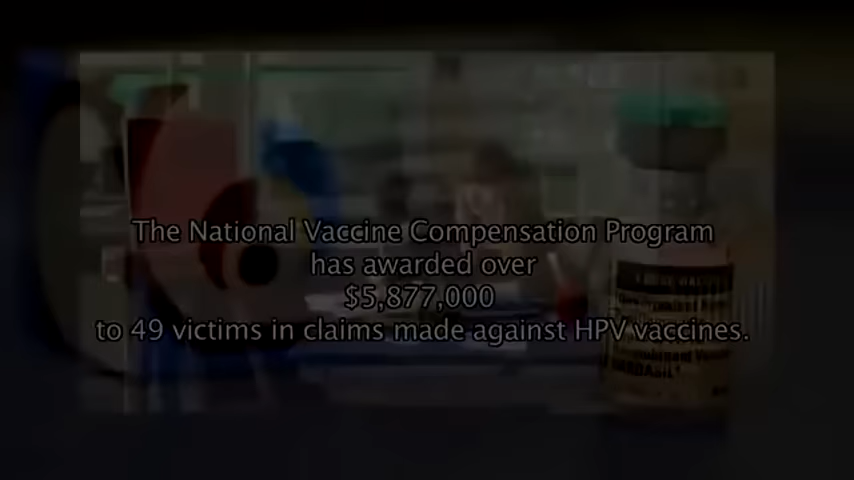 The National Vaccine Compensation Program
has awarded over
$5,877,000
to 49 victims in claims made against HPV vaccines.